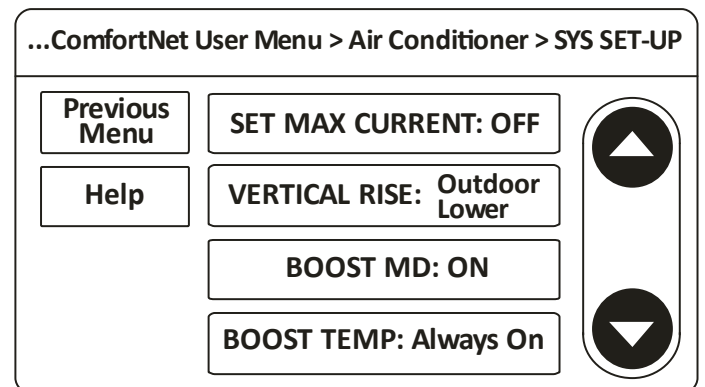 ...ComfortNet User Menu > Air Conditioner > SYS SET-UP
Previous
Menu
SET MAX CURRENT: OFF
Help
VERTICAL RISE: Outdoor
Lower
BOOST MD: ON
BOOST TEMP: Always On